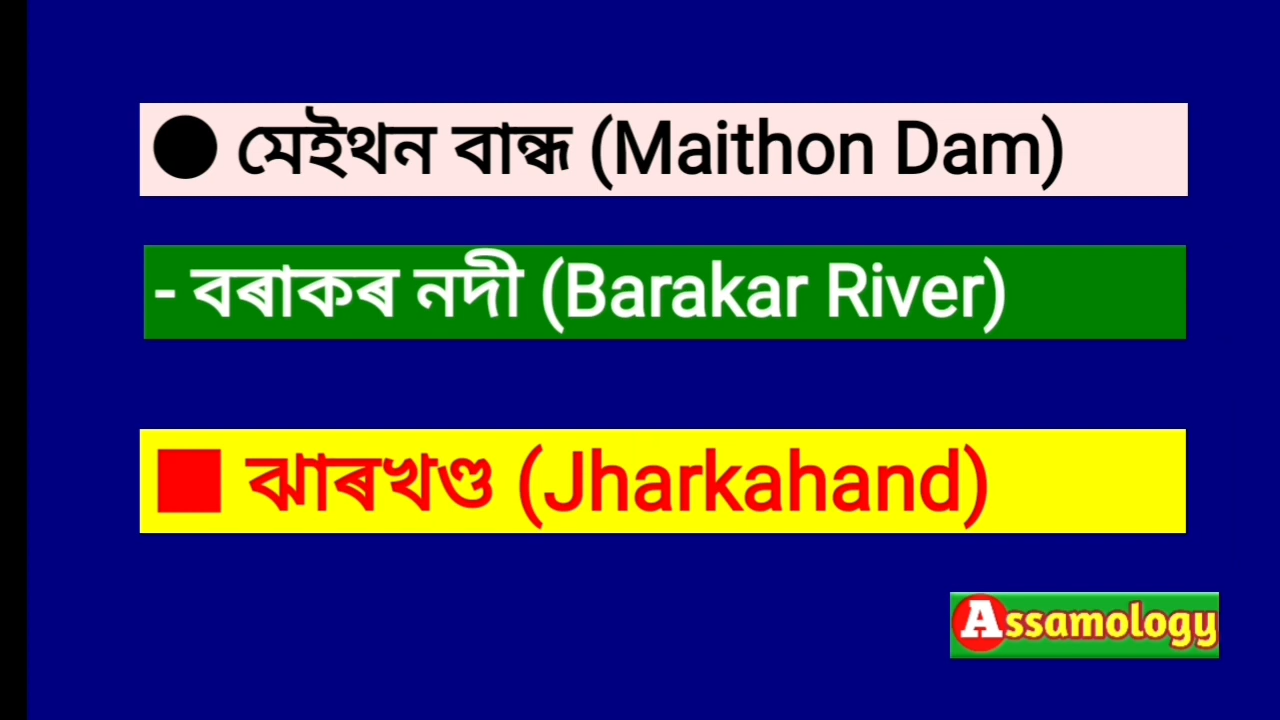 ● মেইথন বান্ধ (Maithon Dam)
- বৰাকৰ নদী (Barakar River)
■ ঝাৰখণ্ড (Jharkahand)
Assamology